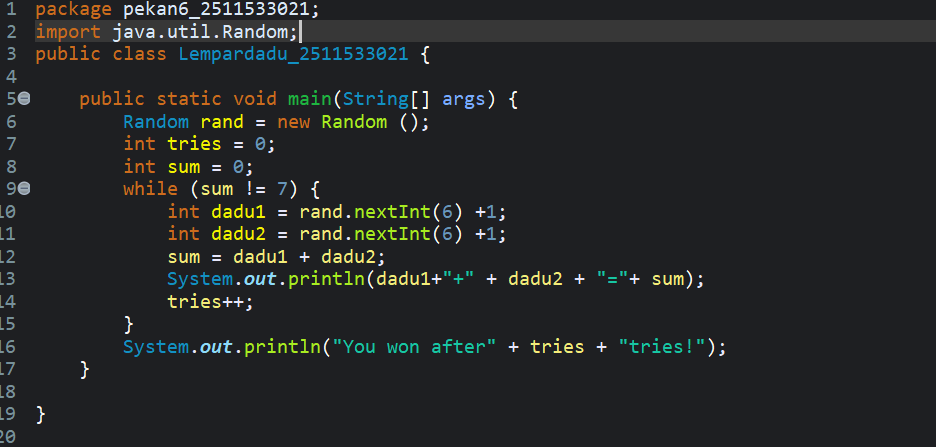 1 package pekan6_2511533021;
2 import java.util.Random;
3 public class Lempardadu_2511533021 {
4
5     public static void main(String[] args) {
6         Random rand = new Random ();
7         int tries = 0;
8         int sum = 0;
9         while (sum != 7) {
10             int dadu1 = rand.nextInt(6) +1;
11             int dadu2 = rand.nextInt(6) +1;
12             sum = dadu1 + dadu2;
13             System.out.println(dadu1+"+" + dadu2 + "="+ sum);
14             tries++;
15         }
16         System.out.println("You won after" + tries + "tries!");
17     }
18
19 }
20